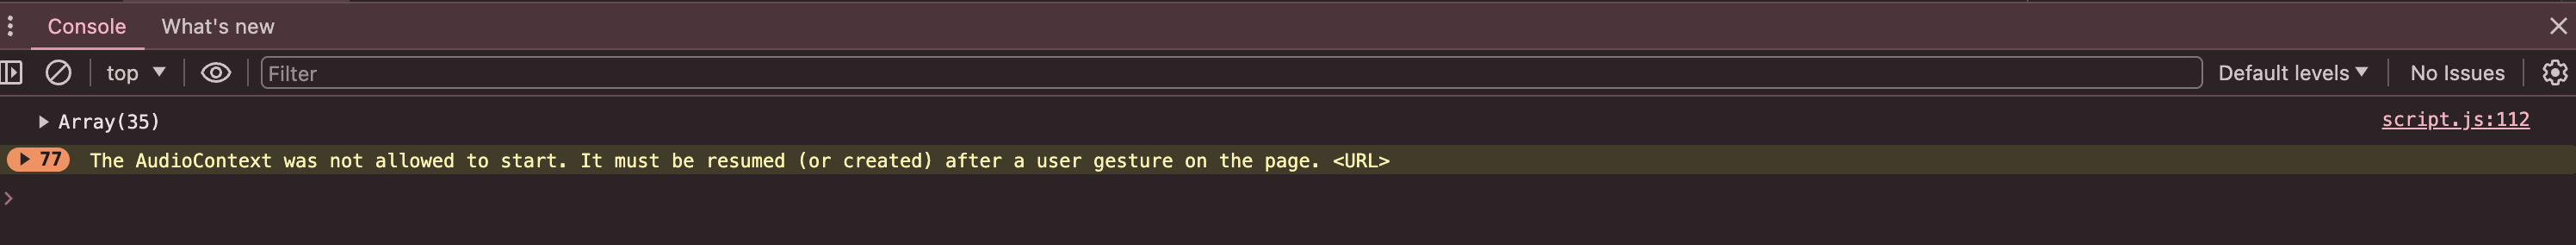 Console What's new
top Filter Default levels No Issues
Array(35) script.js:112
77 The AudioContext was not allowed to start. It must be resumed (or created) after a user gesture on the page. <URL>